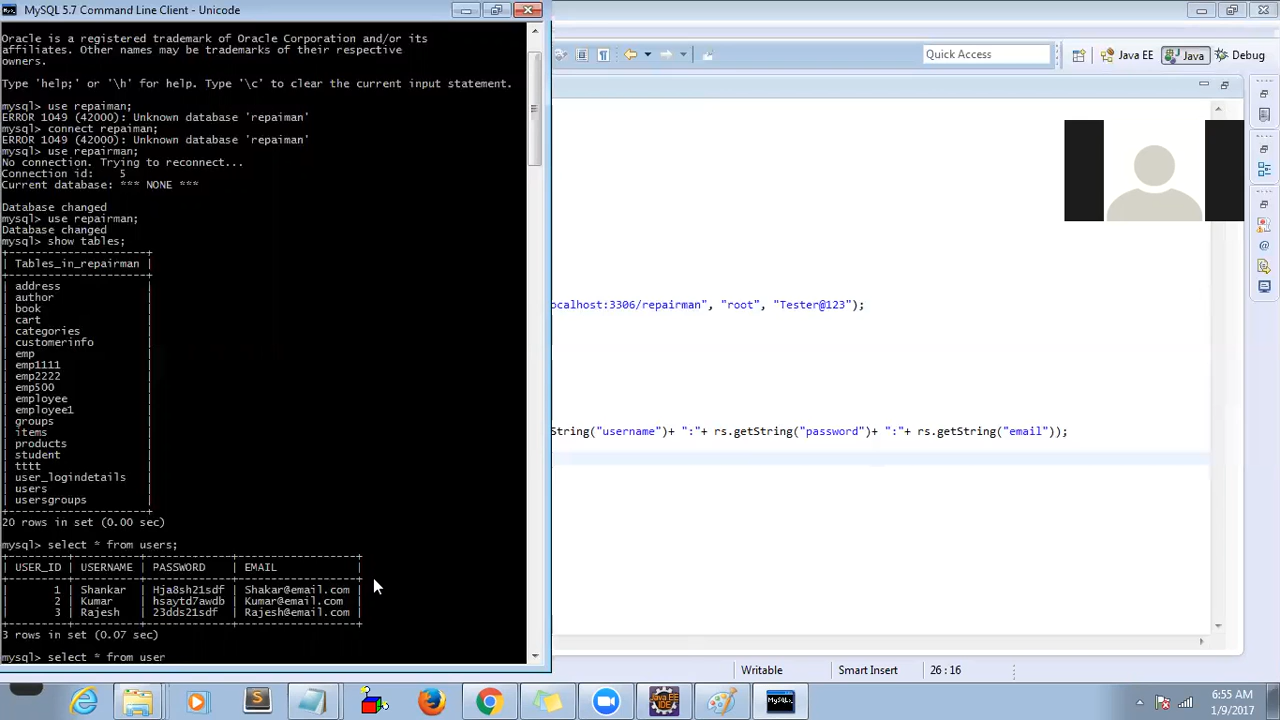 MySQL 5.7 Command Line Client - Unicode
Oracle is a registered trademark of Oracle Corporation and/or its
affiliates. Other names may be trademarks of their respective
owners.
Type 'help;' or '\h' for help. Type '\c' to clear the current input statement.
mysql> use repaiman;
ERROR 1049 (42000): Unknown database 'repaiman'
mysql> connect repaiman;
ERROR 1049 (42000): Unknown database 'repaiman'
mysql> use repairman;
No connection. Trying to reconnect...
Connection id:    5
Current database: *** NONE ***
Database changed
mysql> use repairman;
Database changed
mysql> show tables;
| Tables_in_repairman |
| address |
| author |
| book |
| cart |
| categories |
| customerinfo |
| emp |
| emp1111 |
| emp2222 |
| emp500 |
| employee |
| employee1 |
| groups |
| items |
| products |
| student |
| tttt |
| user_logindetails |
| users |
| usersgroups |
20 rows in set (0.00 sec)
mysql> select * from users;
| USER_ID | USERNAME | PASSWORD | EMAIL |
| 1 | Shankar | Hja8sh21sdf | Shakar@email.com |
| 2 | Kumar | hsaytd7awdb | Kumar@email.com |
| 3 | Rajesh | 23dds21sdf | Rajesh@email.com |
3 rows in set (0.07 sec)
mysql> select * from user
Quick Access
Java EE
Java
Debug
ocalhost:3306/repairman", "root", "Tester@123");
String("username")+ ":"+ rs.getString("password")+ ":"+ rs.getString("email"));
Writable
Smart Insert
26 : 16
6:55 AM
1/9/2017